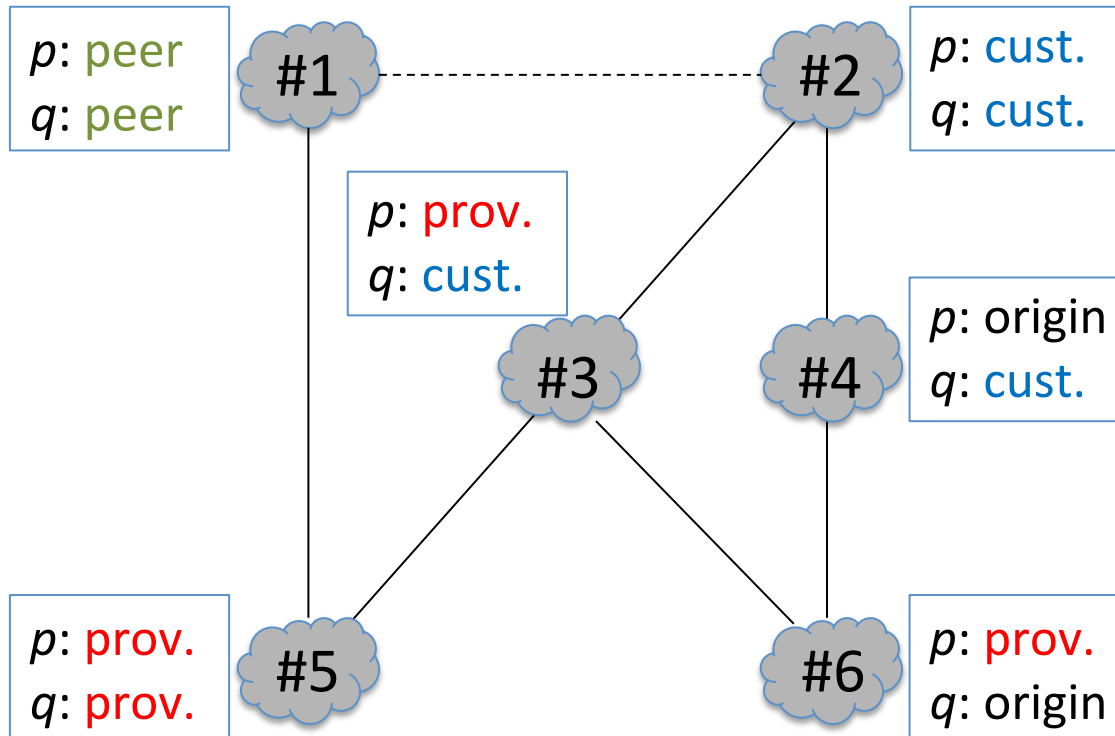 p: peer
q: peer
#1
#2
p: cust.
q: cust.
p: prov.
q: cust.
#3
#4
p: origin
q: cust.
p: prov.
q: prov.
#5
#6
p: prov.
q: origin